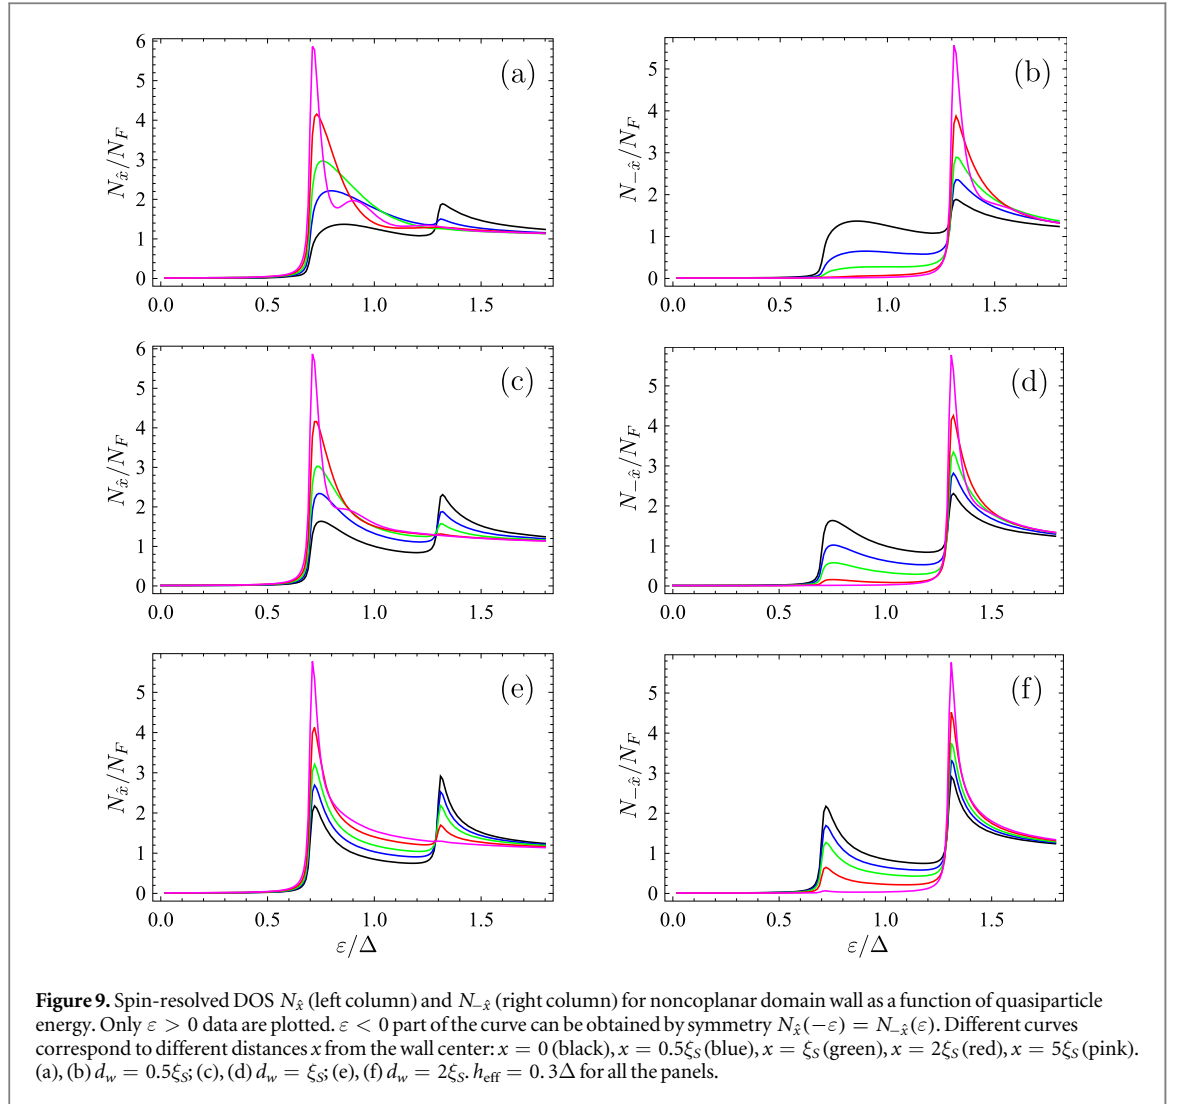 6
5
4
3
2
1
0
N_x̂/N_F
(a)
0.0 0.5 1.0 1.5
5
4
3
2
1
0
N_−x̂/N_F
(b)
0.0 0.5 1.0 1.5
6
5
4
3
2
1
0
N_x̂/N_F
(c)
0.0 0.5 1.0 1.5
5
4
3
2
1
0
N_−x̂/N_F
(d)
0.0 0.5 1.0 1.5
5
4
3
2
1
0
N_x̂/N_F
(e)
0.0 0.5 1.0 1.5
ε/Δ
5
4
3
2
1
0
N_−x̂/N_F
(f)
0.0 0.5 1.0 1.5
ε/Δ
Figure 9. Spin-resolved DOS N_x̂ (left column) and N_−x̂ (right column) for noncoplanar domain wall as a function of quasiparticle
energy. Only ε > 0 data are plotted. ε < 0 part of the curve can be obtained by symmetry N_x̂(−ε) = N_−x̂(ε). Different curves
correspond to different distances x from the wall center: x = 0 (black), x = 0.5ξ_S (blue), x = ξ_S (green), x = 2ξ_S (red), x = 5ξ_S (pink).
(a), (b) d_w = 0.5ξ_S; (c), (d) d_w = ξ_S; (e), (f) d_w = 2ξ_S. h_eff = 0.3Δ for all the panels.